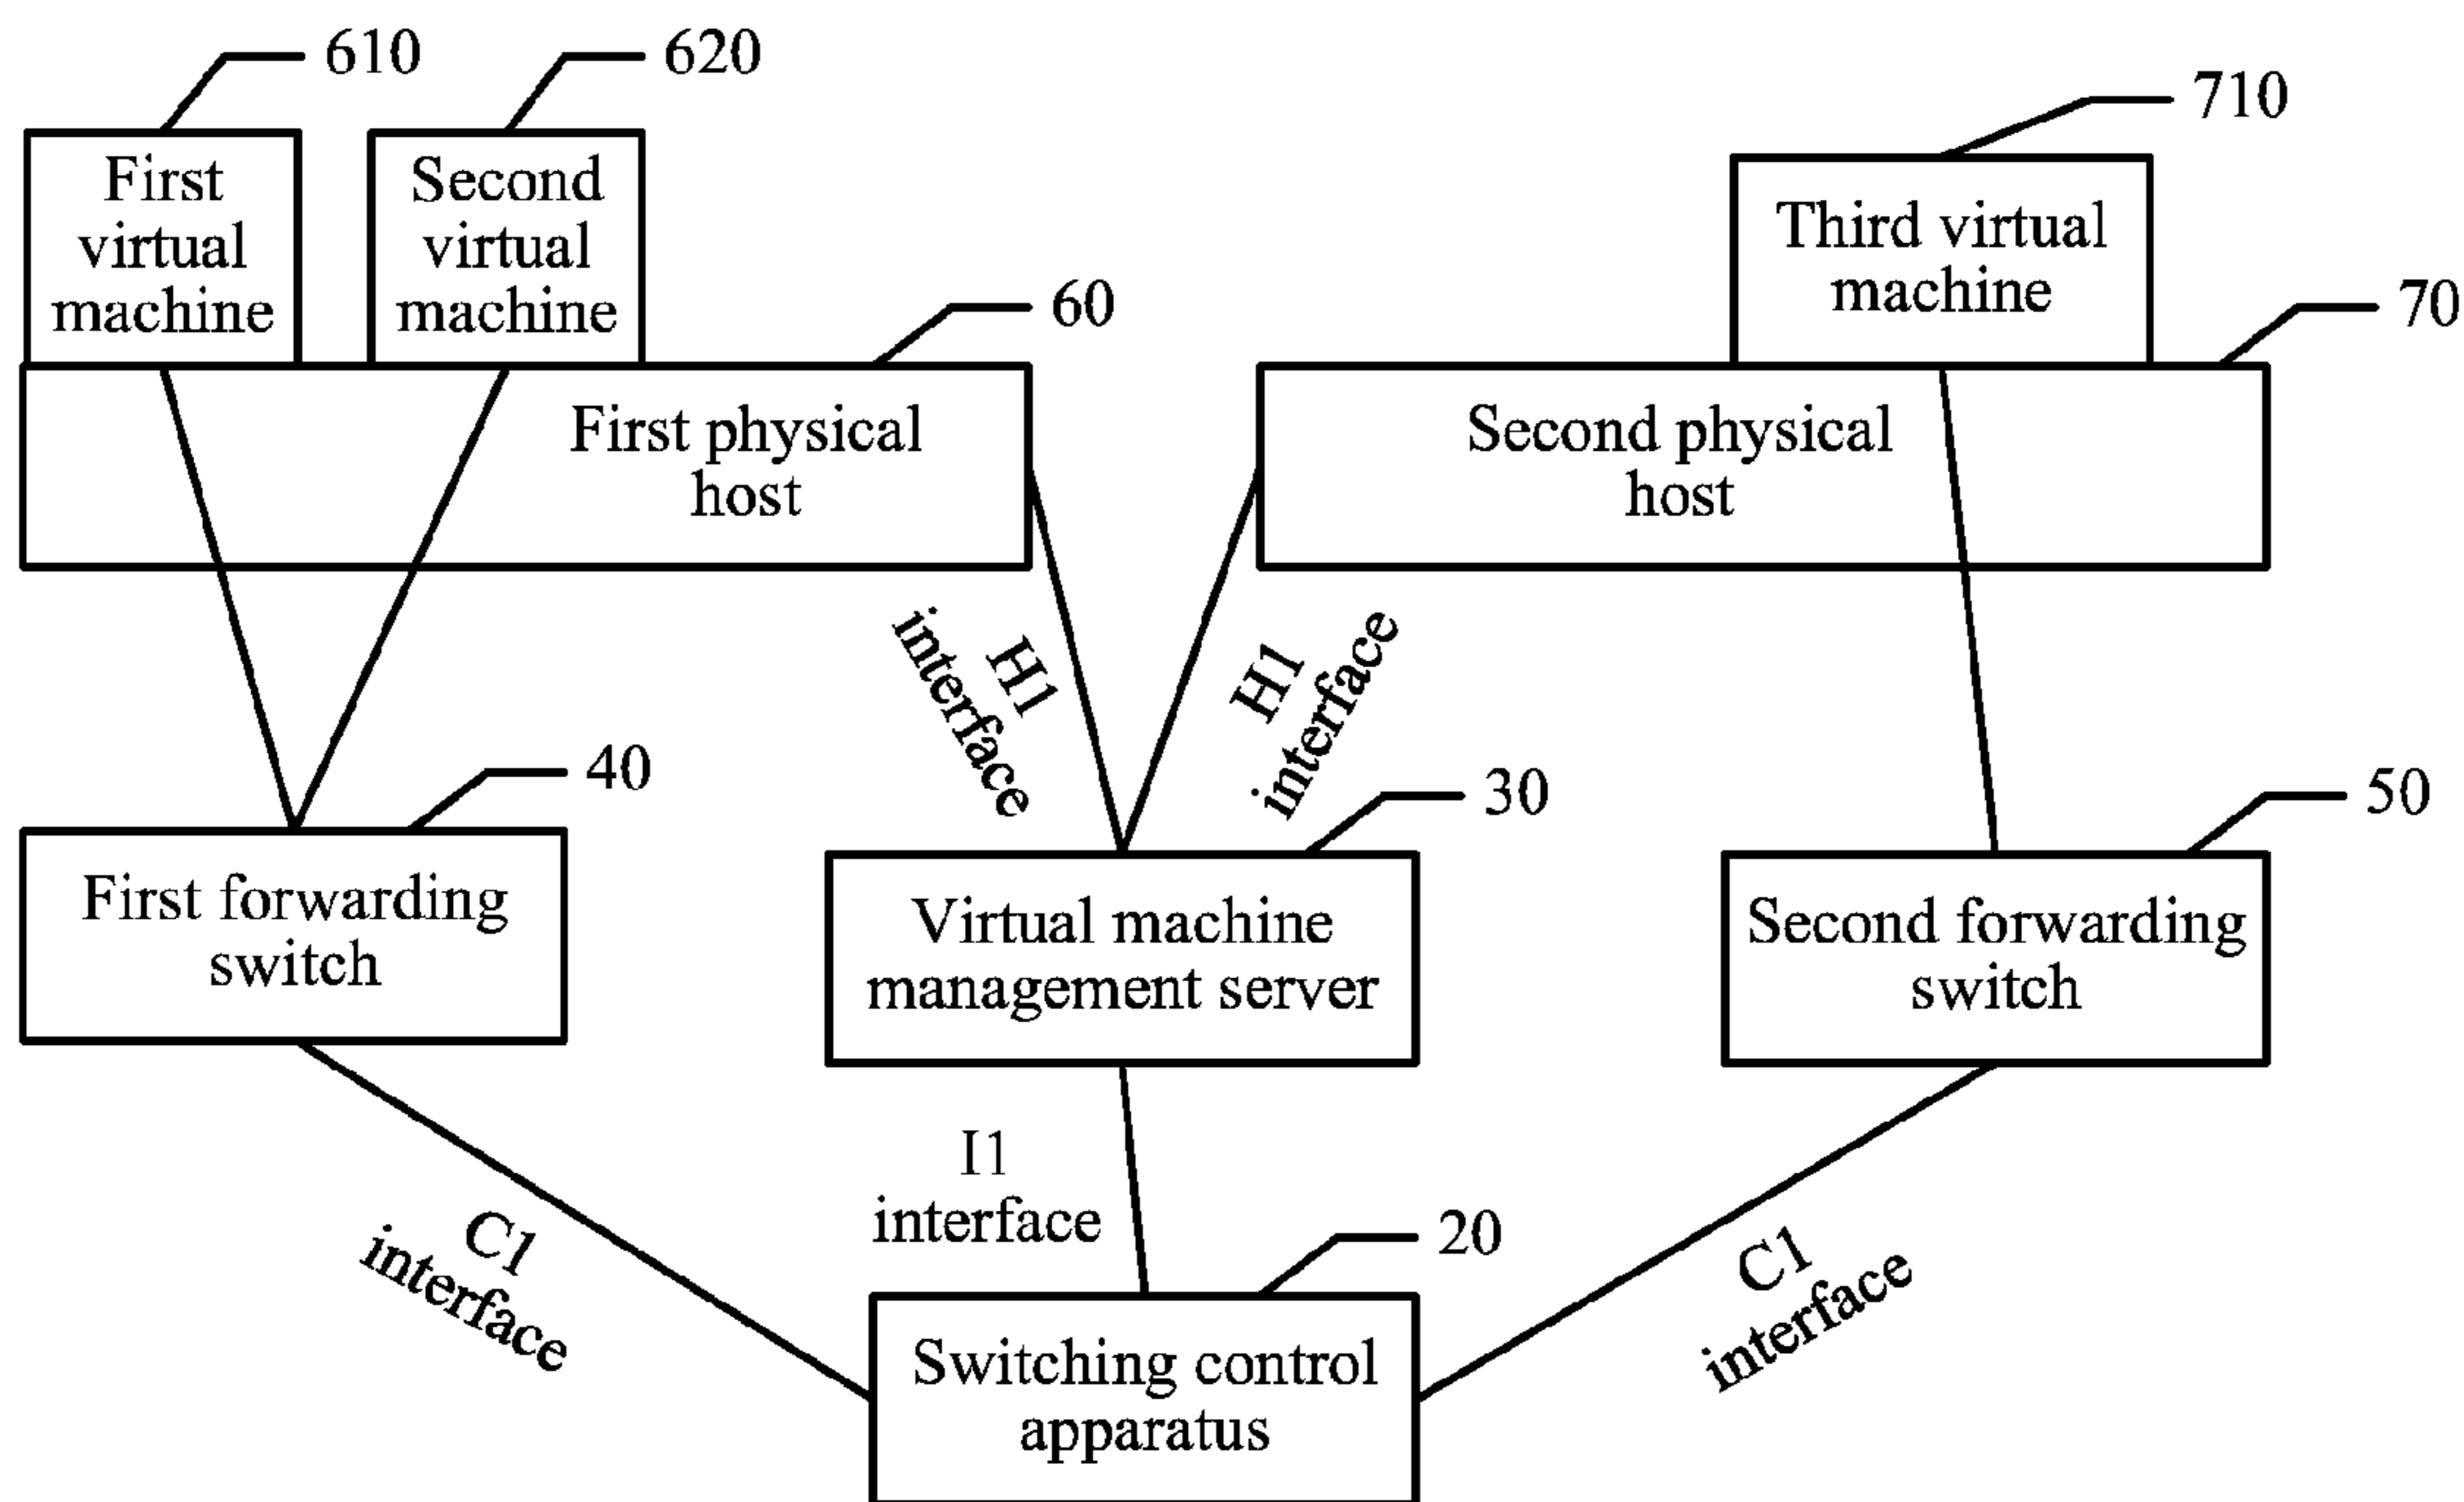 610
620
710
First
virtual
machine
Second
virtual
machine
Third virtual
machine
60
70
First physical
host
Second physical
host
H1
interface
H1
interface
40
30
50
First forwarding
switch
Virtual machine
management server
Second forwarding
switch
I1
interface
C1
interface
20
C1
interface
Switching control
apparatus